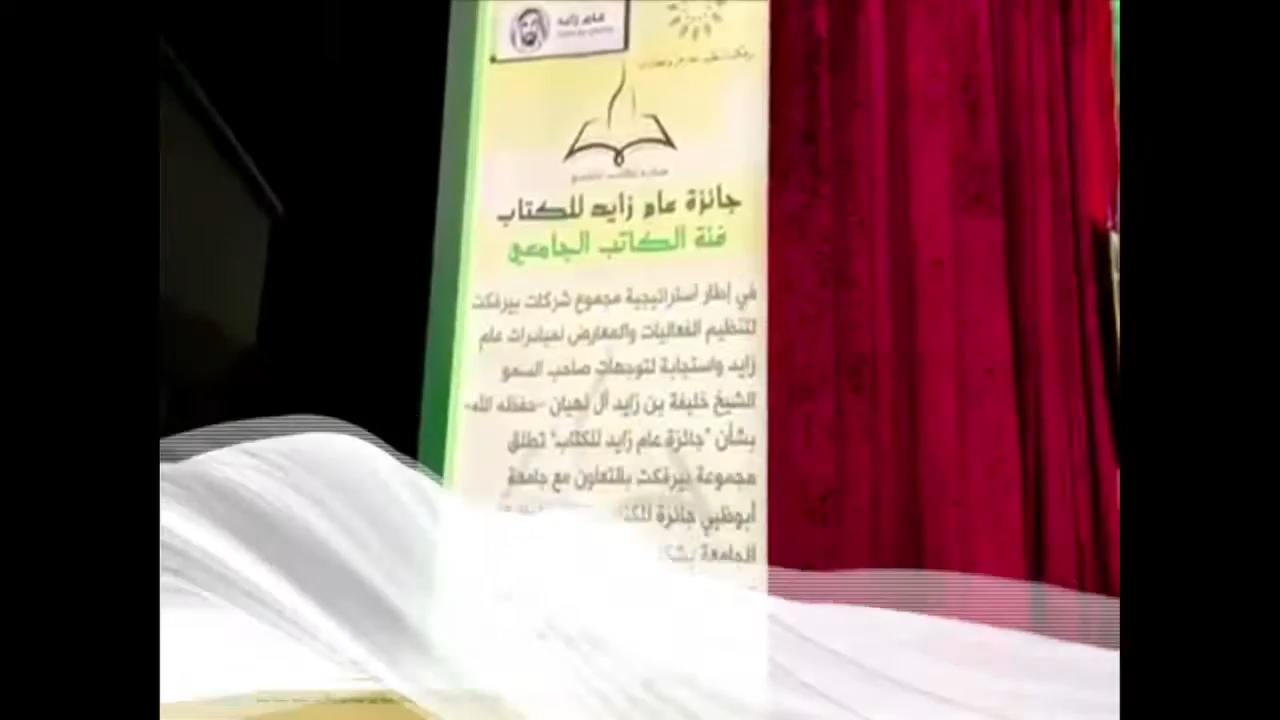 عام زايد
جائزة عام زايد للكتاب
فئة الكاتب الجامعي
في إطار استراتيجية مجموع شركات بيرفكت
لتنظيم الفعاليات والمعارض لمبادرات عام
زايد واستجابة لتوجهات صاحب السمو
الشيخ خليفة بن زايد آل نهيان -حفظه الله-
بشأن "جائزة عام زايد للكتاب" تطلق
مجموعة بيرفكت بالتعاون مع جامعة
أبوظبي جائزة
الجامعة